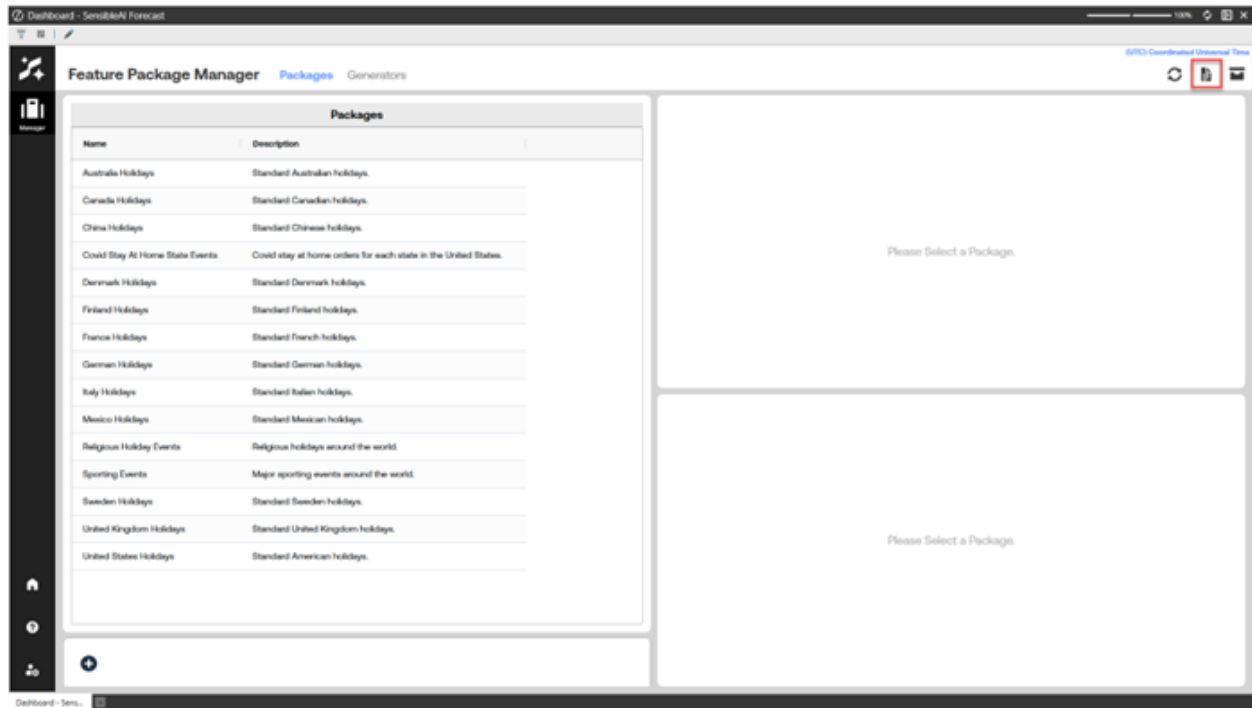 Dashboard - SensibleAI Forecast
100%
(UTC) Coordinated Universal Time
Feature Package Manager Packages Generators
Manager
Packages
Name Description
Australia Holidays Standard Australian holidays.
Canada Holidays Standard Canadian holidays.
China Holidays Standard Chinese holidays.
Covid Stay At Home State Events Covid stay at home orders for each state in the United States.
Denmark Holidays Standard Denmark holidays.
Finland Holidays Standard Finland holidays.
France Holidays Standard French holidays.
German Holidays Standard German holidays.
Italy Holidays Standard Italian holidays.
Mexico Holidays Standard Mexican holidays.
Religious Holiday Events Religious holidays around the world.
Sporting Events Major sporting events around the world.
Sweden Holidays Standard Sweden holidays.
United Kingdom Holidays Standard United Kingdom holidays.
United States Holidays Standard American holidays.
Please Select a Package.
Please Select a Package.
Dashboard - Sens...